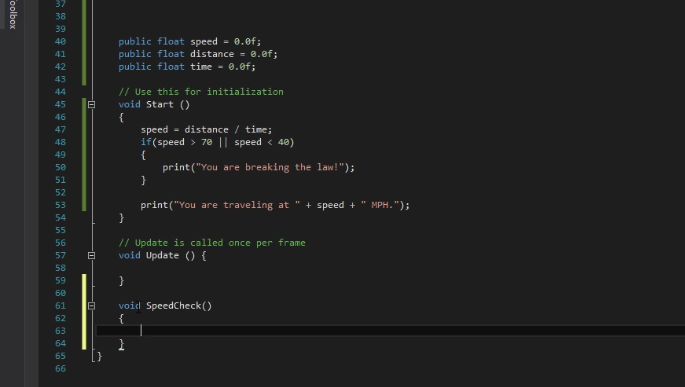 oolbox
37
38
39
40 public float speed = 0.0f;
41 public float distance = 0.0f;
42 public float time = 0.0f;
43
44 // Use this for initialization
45 void Start ()
46 {
47 speed = distance / time;
48 if(speed > 70 || speed < 40)
49 {
50 print("You are breaking the law!");
51 }
52
53 print("You are traveling at " + speed + " MPH.");
54 }
55
56 // Update is called once per frame
57 void Update () {
58
59 }
60
61 void SpeedCheck()
62 {
63
64 }
65 }
66